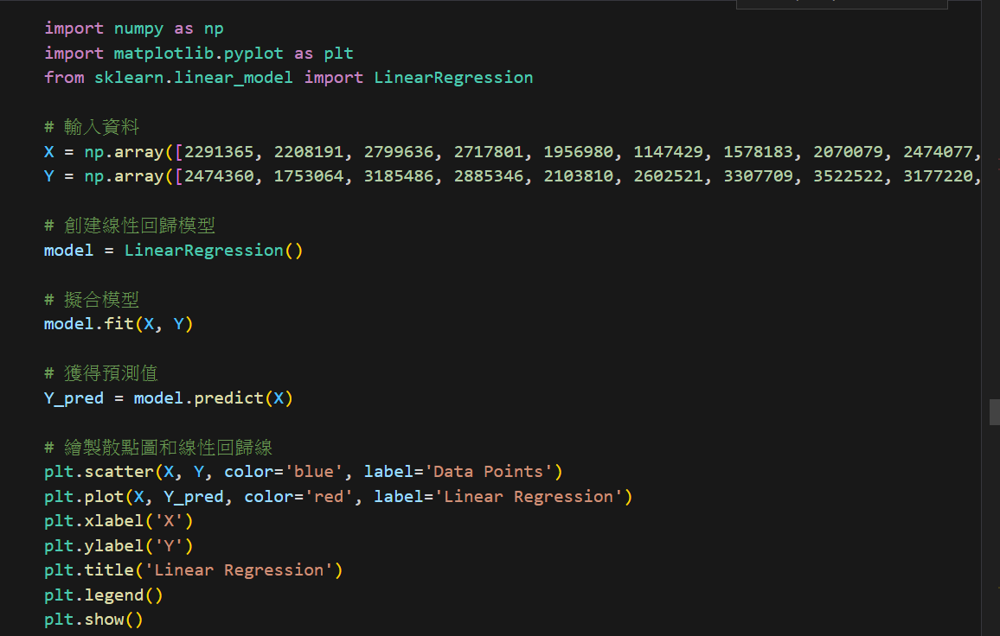 import numpy as np
import matplotlib.pyplot as plt
from sklearn.linear_model import LinearRegression
# 輸入資料
X = np.array([2291365, 2208191, 2799636, 2717801, 1956980, 1147429, 1578183, 2070079, 2474077,
Y = np.array([2474360, 1753064, 3185486, 2885346, 2103810, 2602521, 3307709, 3522522, 3177220,
# 創建線性回歸模型
model = LinearRegression()
# 擬合模型
model.fit(X, Y)
# 獲得預測值
Y_pred = model.predict(X)
# 繪製散點圖和線性回歸線
plt.scatter(X, Y, color='blue', label='Data Points')
plt.plot(X, Y_pred, color='red', label='Linear Regression')
plt.xlabel('X')
plt.ylabel('Y')
plt.title('Linear Regression')
plt.legend()
plt.show()